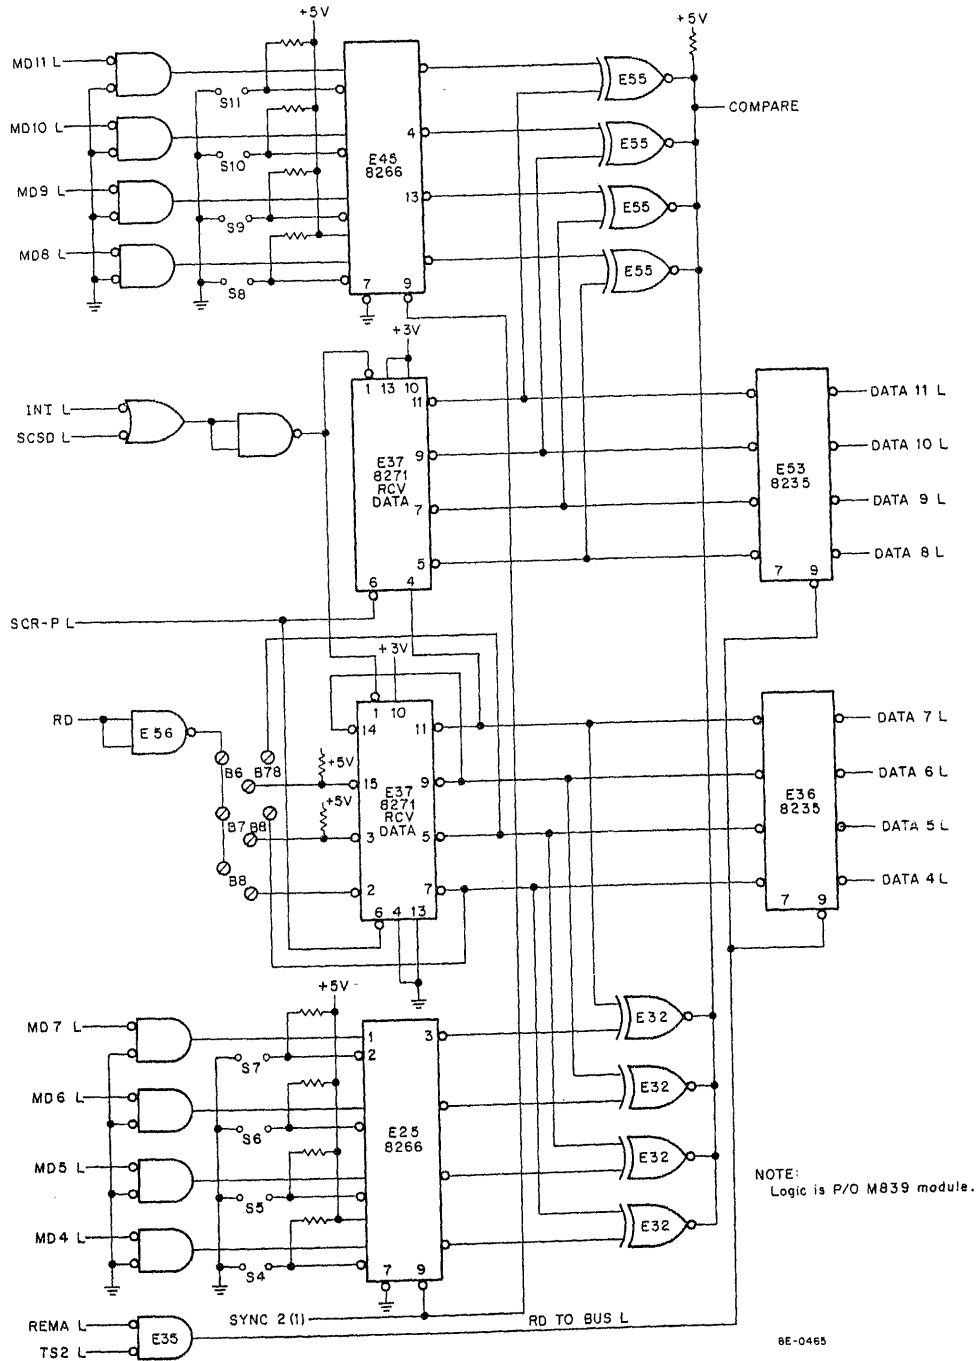 +5V
+5V
MD11 L
S11
E55
COMPARE
MD10 L
S10
4
E45
8266
E55
MD9 L
S9
13
E55
MD8 L
S8
7
9
E55
+3V
1
13
10
11
DATA 11 L
INT L
SCSD L
9
E37
8271
RCV
DATA
7
5
6
4
E53
8235
DATA 10 L
DATA 9 L
DATA 8 L
7
9
SCR-P L
+3V
RD
E56
1
10
14
11
DATA 7 L
B6
B78
+5V
15
9
DATA 6 L
E37
8271
RCV
DATA
E36
8235
+5V
B7
B8
3
5
DATA 5 L
B8
2
7
DATA 4 L
6
4
13
7
9
+5V
MD7 L
S7
1
2
3
E32
MD6 L
S6
E25
8266
E32
MD5 L
S5
E32
MD4 L
S4
7
9
E32
NOTE:
Logic is P/O M839 module.
SYNC 2(1)
RD TO BUS L
REMA L
TS2 L
E35
8E-0465